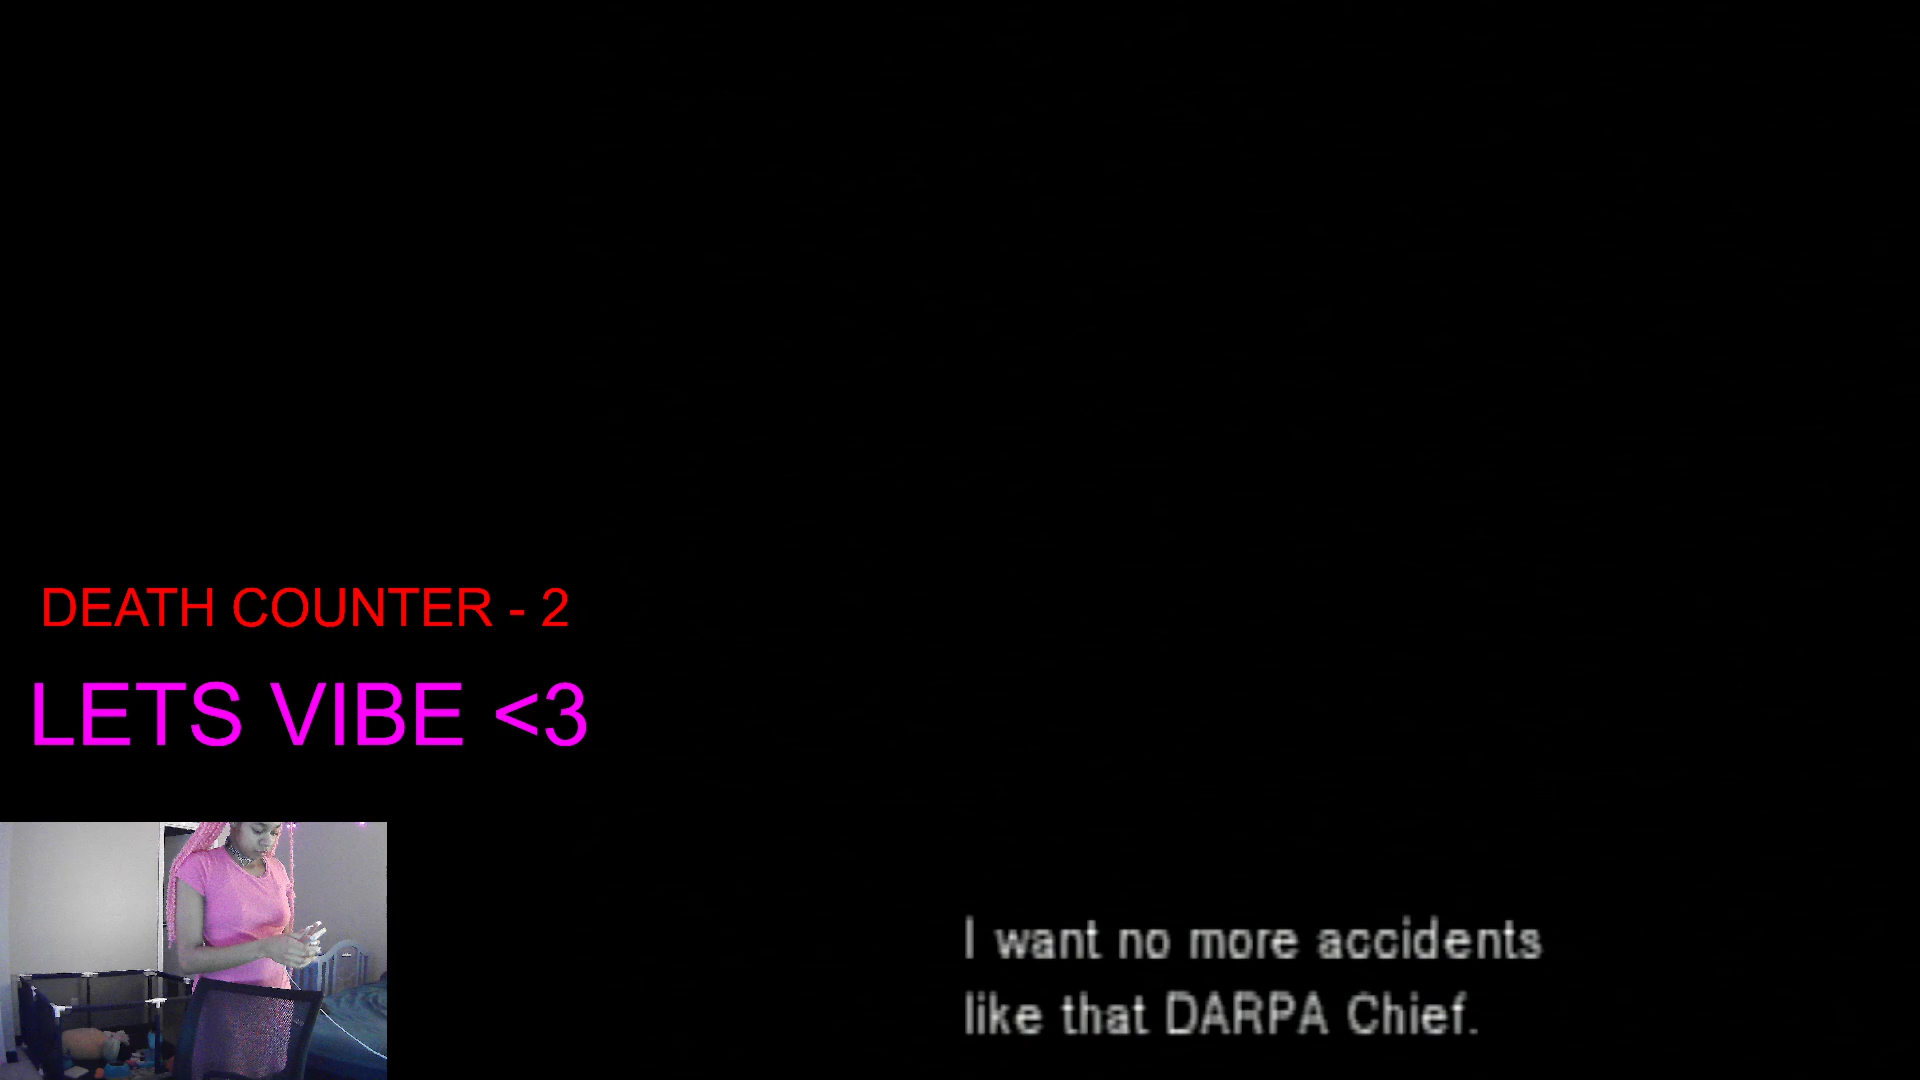 DEATH COUNTER - 2
LETS VIBE <3
I want no more accidents
like that DARPA Chief.